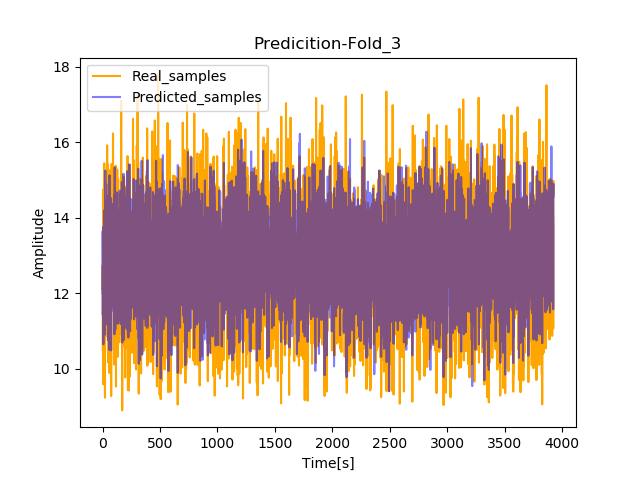 Predicition-Fold_3
Real_samples
Predicted_samples
18
16
14
12
10
Amplitude
0 500 1000 1500 2000 2500 3000 3500 4000
Time[s]